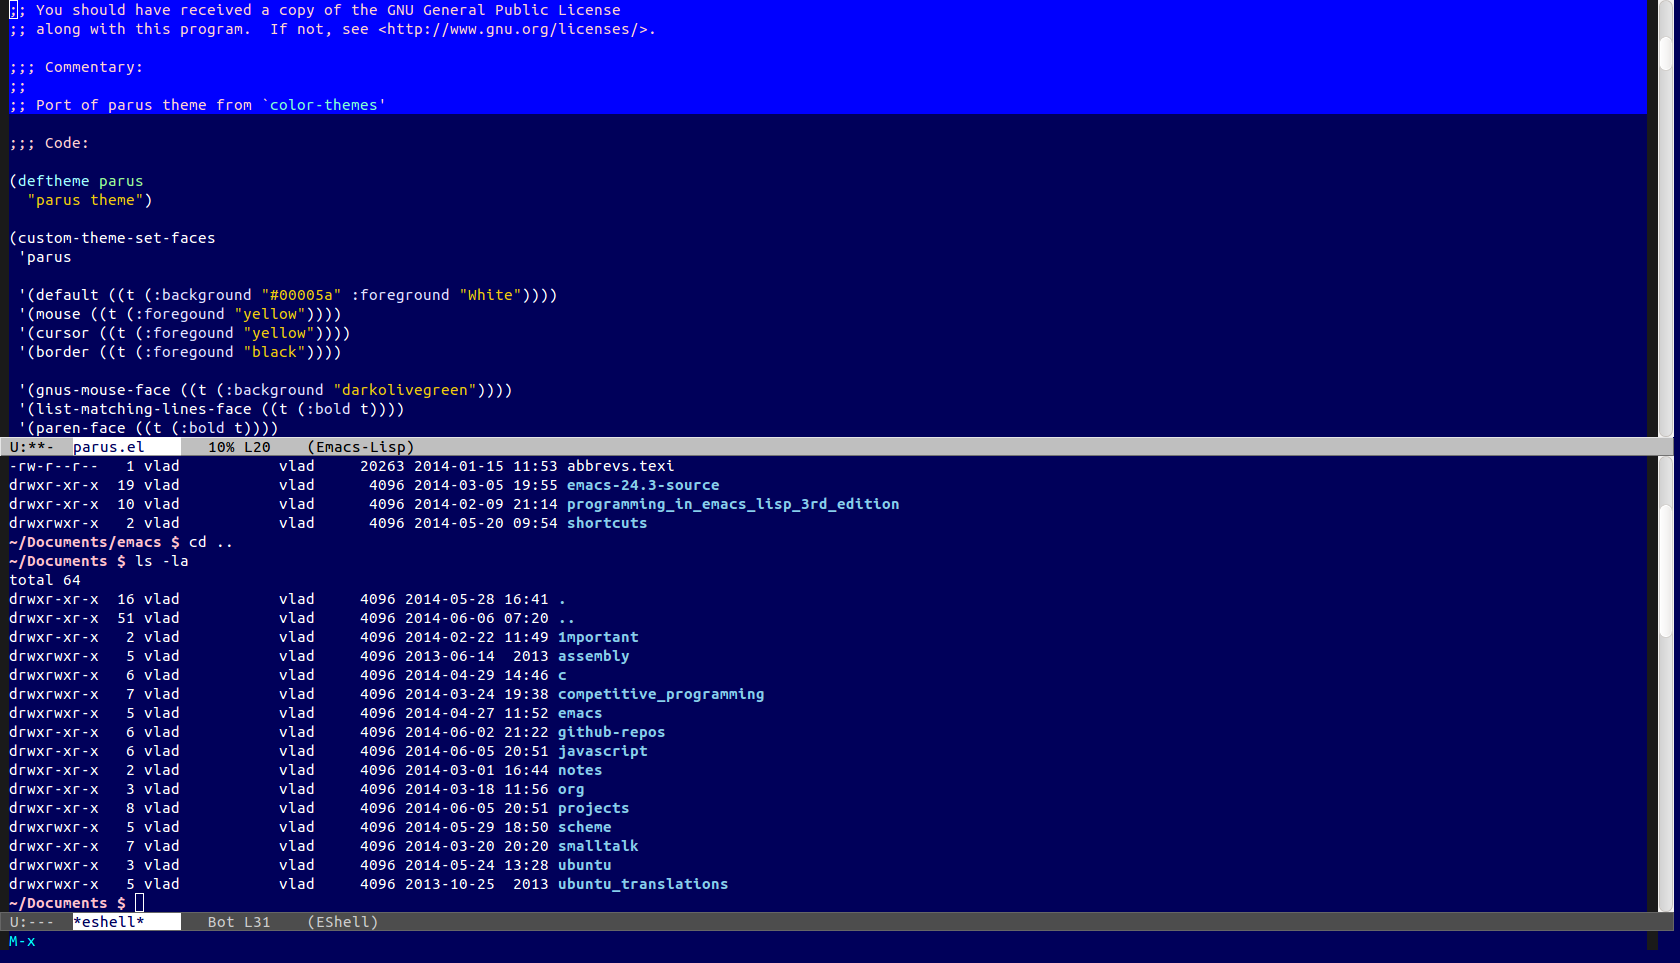 ;; You should have received a copy of the GNU General Public License
;; along with this program.  If not, see <http://www.gnu.org/licenses/>.
;;; Commentary:
;;
;; Port of parus theme from `color-themes'
;;; Code:
(deftheme parus
  "parus theme")
(custom-theme-set-faces
 'parus
 '(default ((t (:background "#00005a" :foreground "White"))))
 '(mouse ((t (:foregound "yellow"))))
 '(cursor ((t (:foregound "yellow"))))
 '(border ((t (:foregound "black"))))
 '(gnus-mouse-face ((t (:background "darkolivegreen"))))
 '(list-matching-lines-face ((t (:bold t))))
 '(paren-face ((t (:bold t))))
U:**-  parus.el       10% L20    (Emacs-Lisp)
-rw-r--r--   1 vlad           vlad     20263 2014-01-15 11:53 abbrevs.texi
drwxr-xr-x  19 vlad           vlad      4096 2014-03-05 19:55 emacs-24.3-source
drwxr-xr-x  10 vlad           vlad      4096 2014-02-09 21:14 programming_in_emacs_lisp_3rd_edition
drwxrwxr-x   2 vlad           vlad      4096 2014-05-20 09:54 shortcuts
~/Documents/emacs $ cd ..
~/Documents $ ls -la
total 64
drwxr-xr-x  16 vlad           vlad     4096 2014-05-28 16:41 .
drwxr-xr-x  51 vlad           vlad     4096 2014-06-06 07:20 ..
drwxr-xr-x   2 vlad           vlad     4096 2014-02-22 11:49 1mportant
drwxrwxr-x   5 vlad           vlad     4096 2013-06-14  2013 assembly
drwxr-xr-x   6 vlad           vlad     4096 2014-04-29 14:46 c
drwxrwxr-x   7 vlad           vlad     4096 2014-03-24 19:38 competitive_programming
drwxrwxr-x   5 vlad           vlad     4096 2014-04-27 11:52 emacs
drwxrwxr-x   6 vlad           vlad     4096 2014-06-02 21:22 github-repos
drwxr-xr-x   6 vlad           vlad     4096 2014-06-05 20:51 javascript
drwxr-xr-x   2 vlad           vlad     4096 2014-03-01 16:44 notes
drwxr-xr-x   3 vlad           vlad     4096 2014-03-18 11:56 org
drwxr-xr-x   8 vlad           vlad     4096 2014-06-05 20:51 projects
drwxrwxr-x   5 vlad           vlad     4096 2014-05-29 18:50 scheme
drwxrwxr-x   7 vlad           vlad     4096 2014-03-20 20:20 smalltalk
drwxrwxr-x   3 vlad           vlad     4096 2014-05-24 13:28 ubuntu
drwxrwxr-x   5 vlad           vlad     4096 2013-10-25  2013 ubuntu_translations
~/Documents $
U:---  *eshell*       Bot L31    (EShell)
M-x